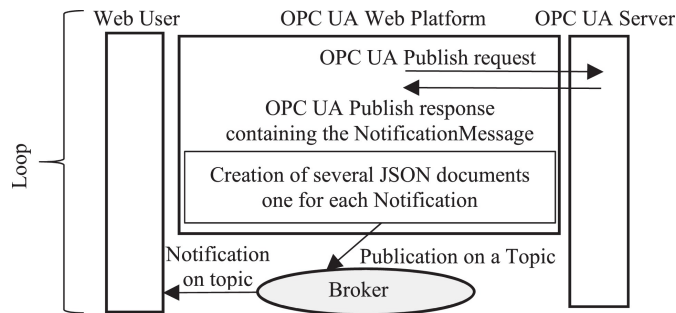 Web User
OPC UA Web Platform
OPC UA Server
Loop
OPC UA Publish request
OPC UA Publish response
containing the NotificationMessage
Creation of several JSON documents
one for each Notification
Notification
on topic
Publication on a Topic
Broker